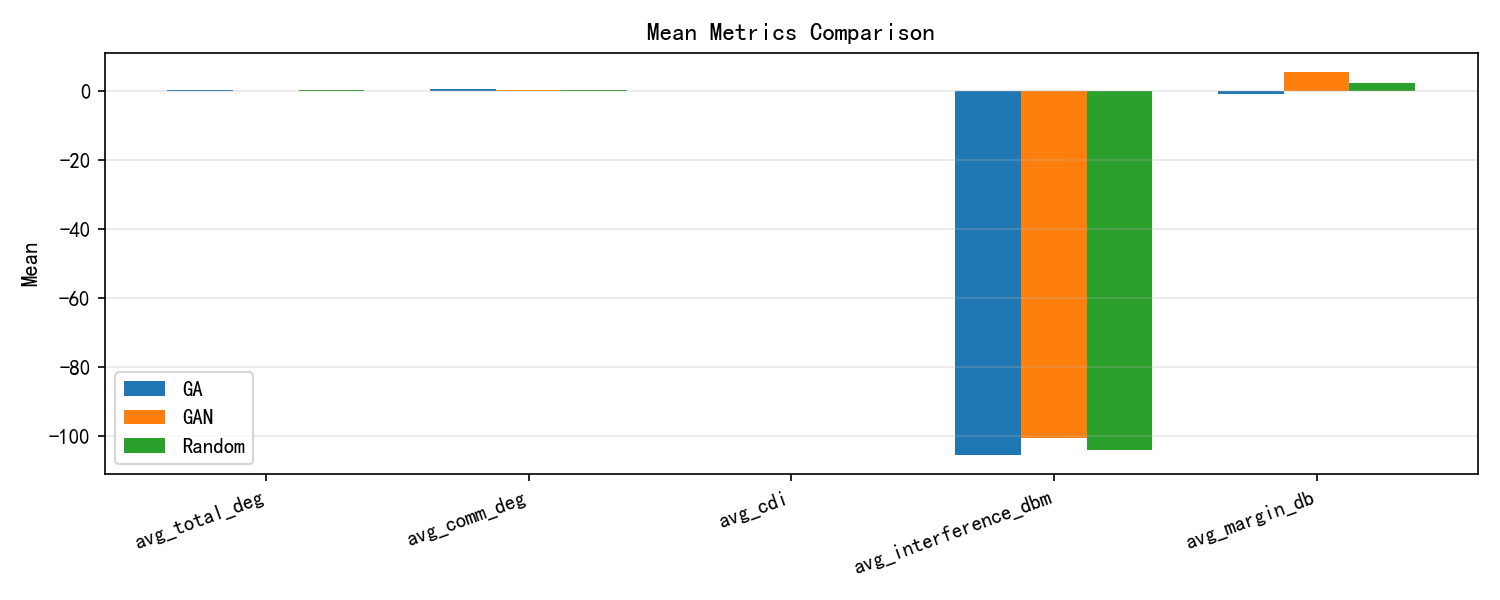 Mean Metrics Comparison
Mean
0
−20
−40
−60
−80
−100
GA
GAN
Random
avg_total_deg
avg_comm_deg
avg_cdi
avg_interference_dbm
avg_margin_db